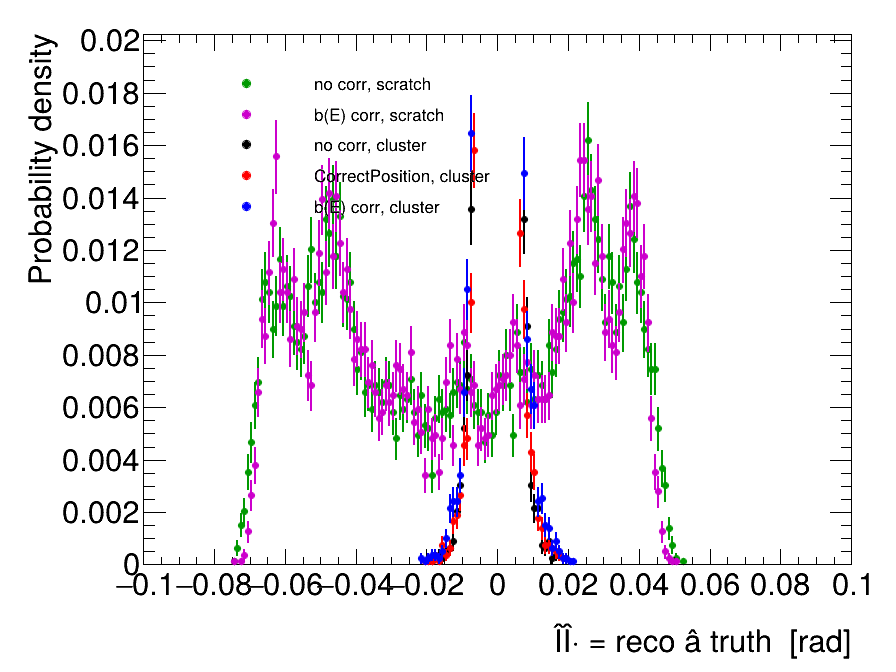 Probability density
0.02
0.018
0.016
0.014
0.012
0.01
0.008
0.006
0.004
0.002
0
no corr, scratch
b(E) corr, scratch
no corr, cluster
CorrectPosition, cluster
b(E) corr, cluster
−0.1 −0.08 −0.06 −0.04 −0.02 0 0.02 0.04 0.06 0.08 0.1
ÎÎ· = reco â truth [rad]